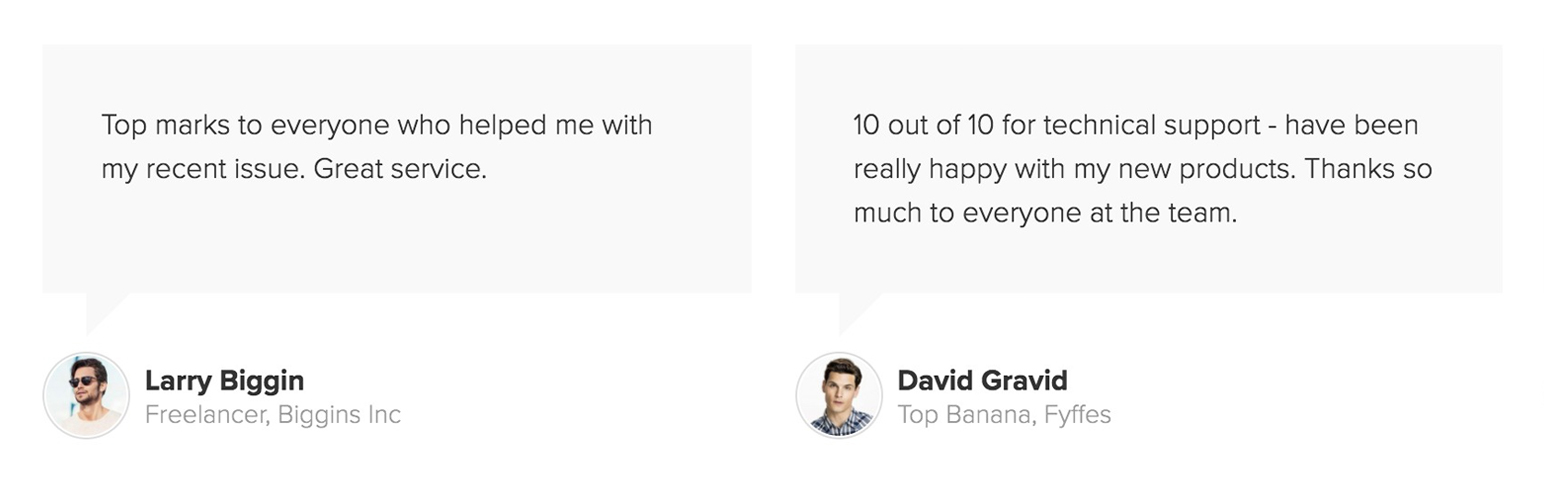 Top marks to everyone who helped me with
my recent issue. Great service.
Larry Biggin
Freelancer, Biggins Inc
10 out of 10 for technical support - have been
really happy with my new products. Thanks so
much to everyone at the team.
David Gravid
Top Banana, Fyffes